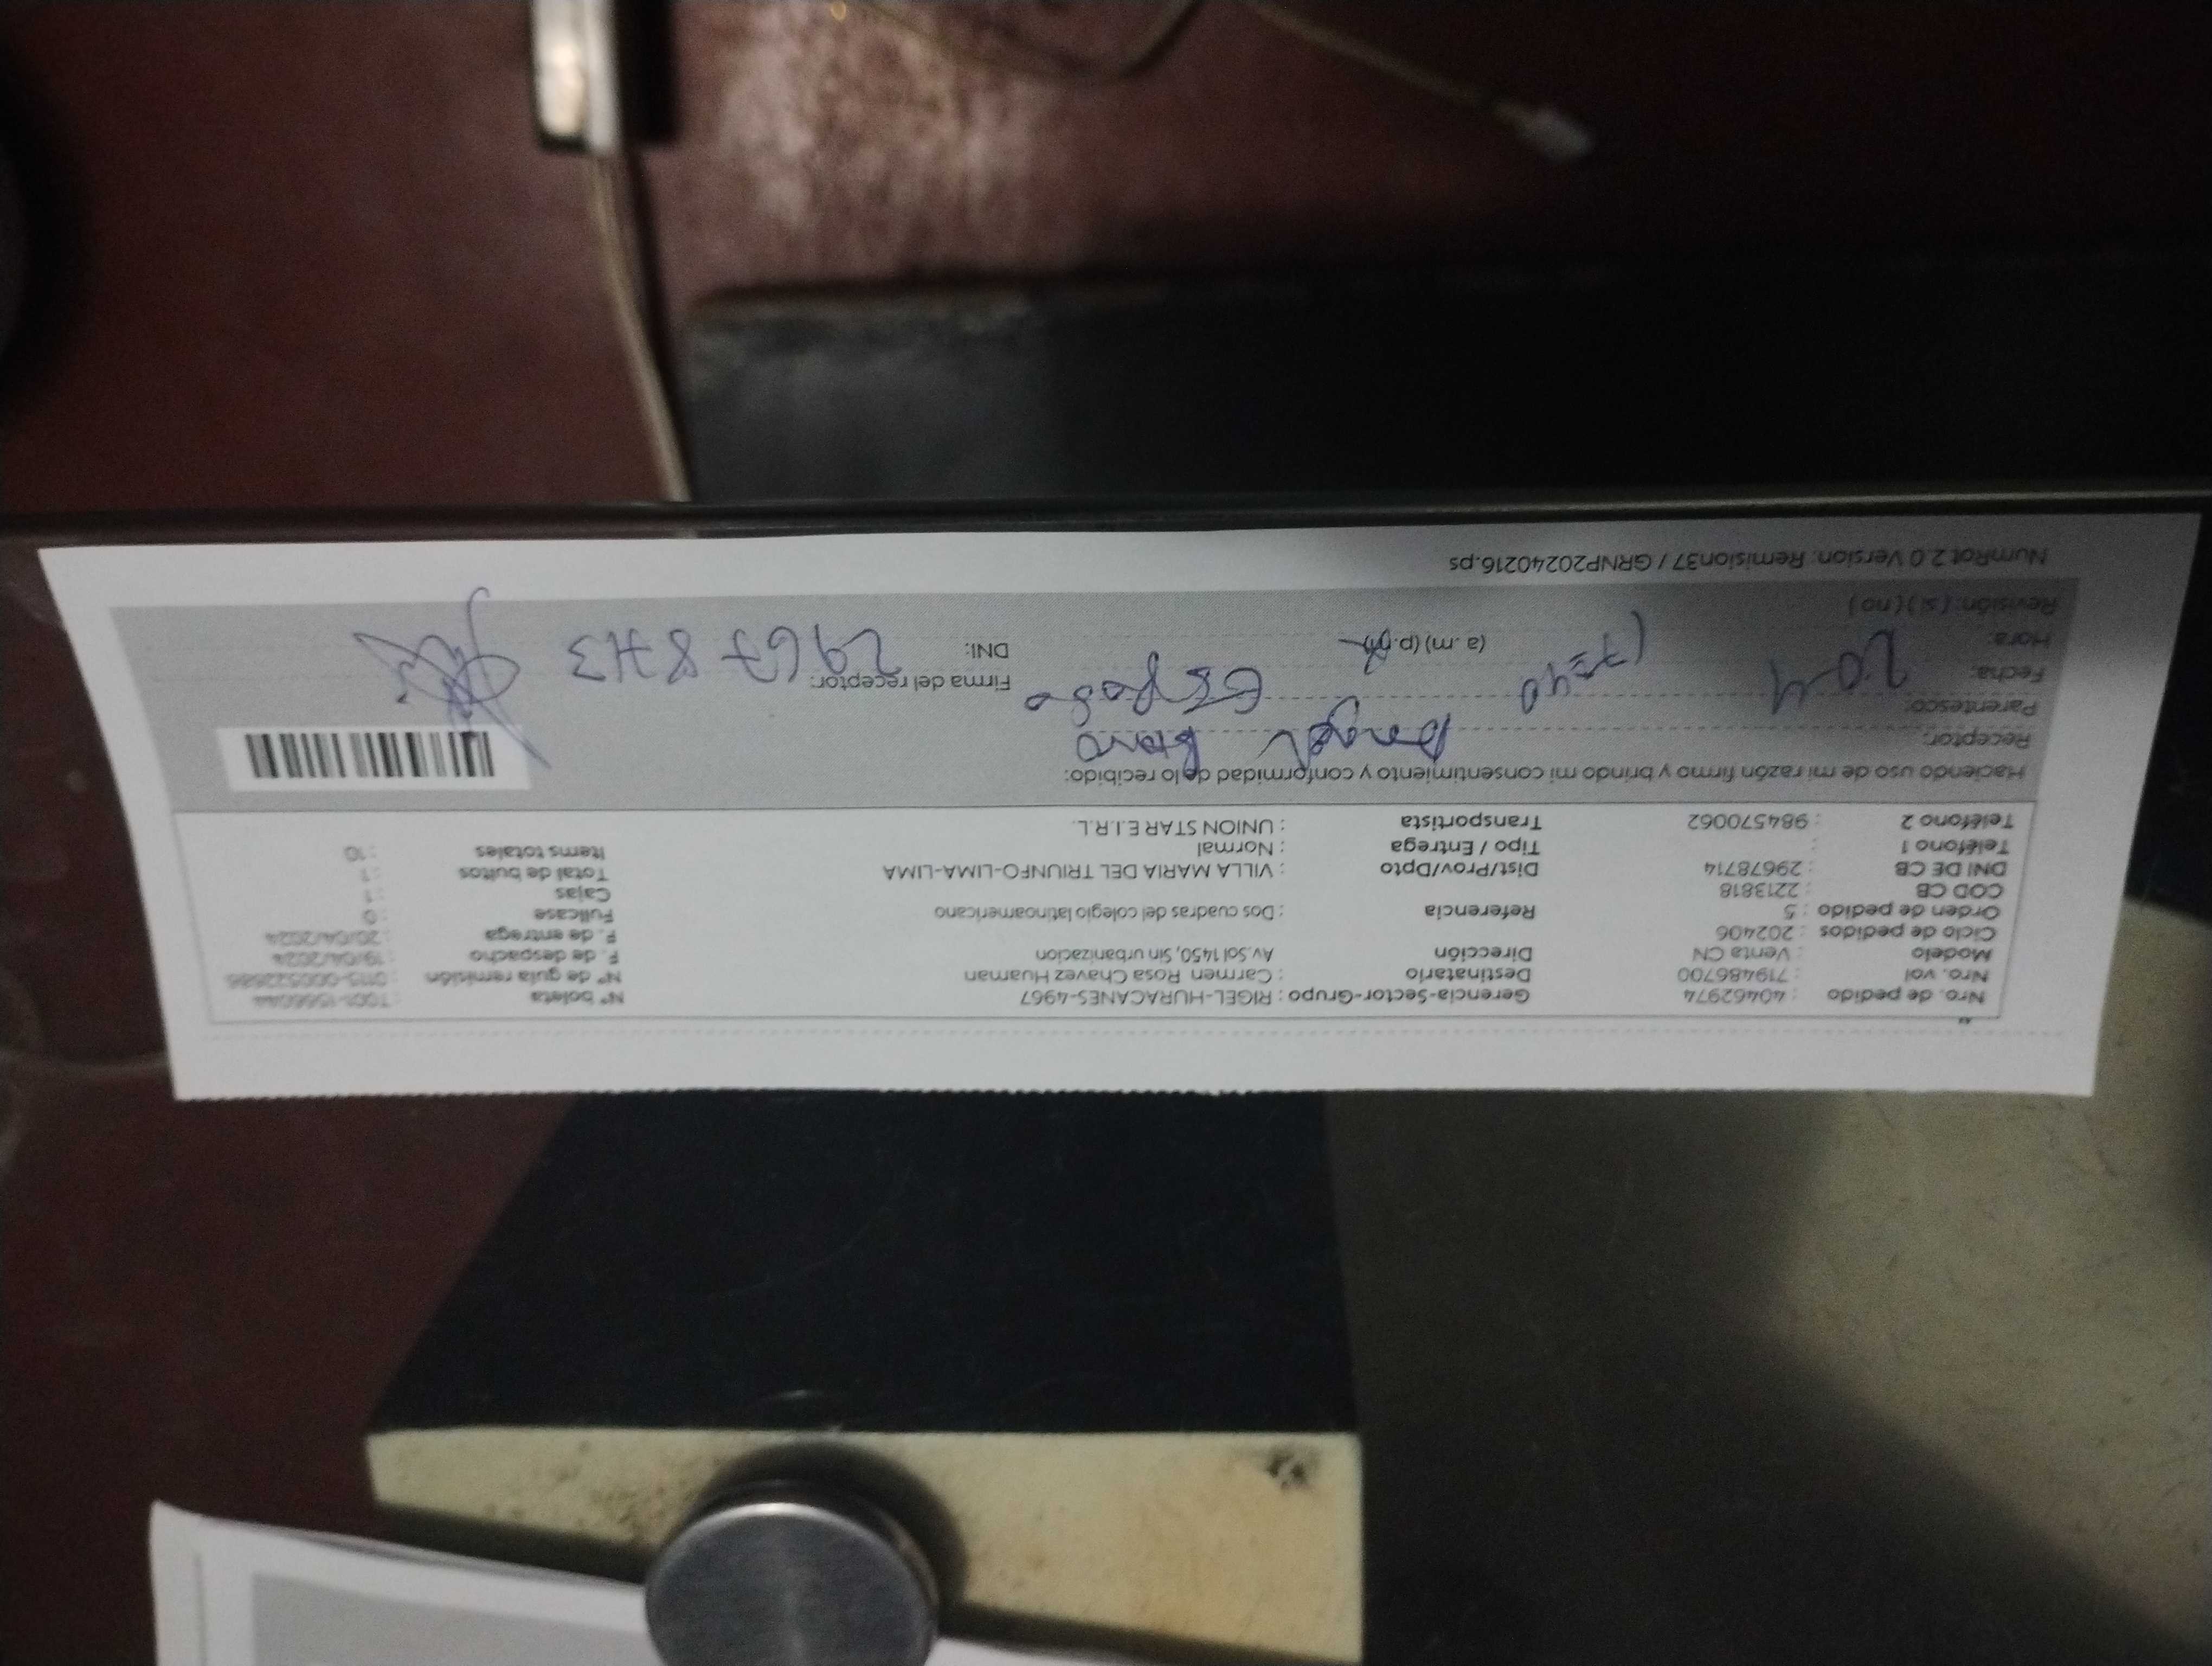 Nro. de pedido : 40462974 Gerencia-Sector-Grupo : RIGEL-HURACANES-4967 N° boleta
Nro. vol : 719486700 Destinatario : Carmen Rosa Chavez Huaman N° de guía remisión
Modelo : Venta CN Dirección Av.Sol 1450, Sin urbanizacion F. de despacho : 19/04/2024
Ciclo de pedidos : 202406 F. de entrega : 20/04/2024
Orden de pedido : 5 Referencia : Dos cuadras del colegio latinoamericano Fullcase : 0
COD CB : 2213818 Cajas : 1
DNI DE CB : 29678714 Dist/Prov/Dpto : VILLA MARIA DEL TRIUNFO-LIMA-LIMA Total de bultos : 1
Teléfono 1 : Tipo / Entrega : Normal Items totales : 10
Teléfono 2 : 984570062 Transportista : UNION STAR E.I.R.L.
Haciendo uso de mi razón firmo y brindo mi consentimiento y conformidad de lo recibido:
Receptor: Bravo
Parentesco: Esposo
Fecha: 20-4 Firma del receptor:
Hora: 7=40 (a .m) (p.m) DNI:
Revisión: ( si ) ( no )
NumRot 2.0 Version: Remision37 / GRNP20240216.ps